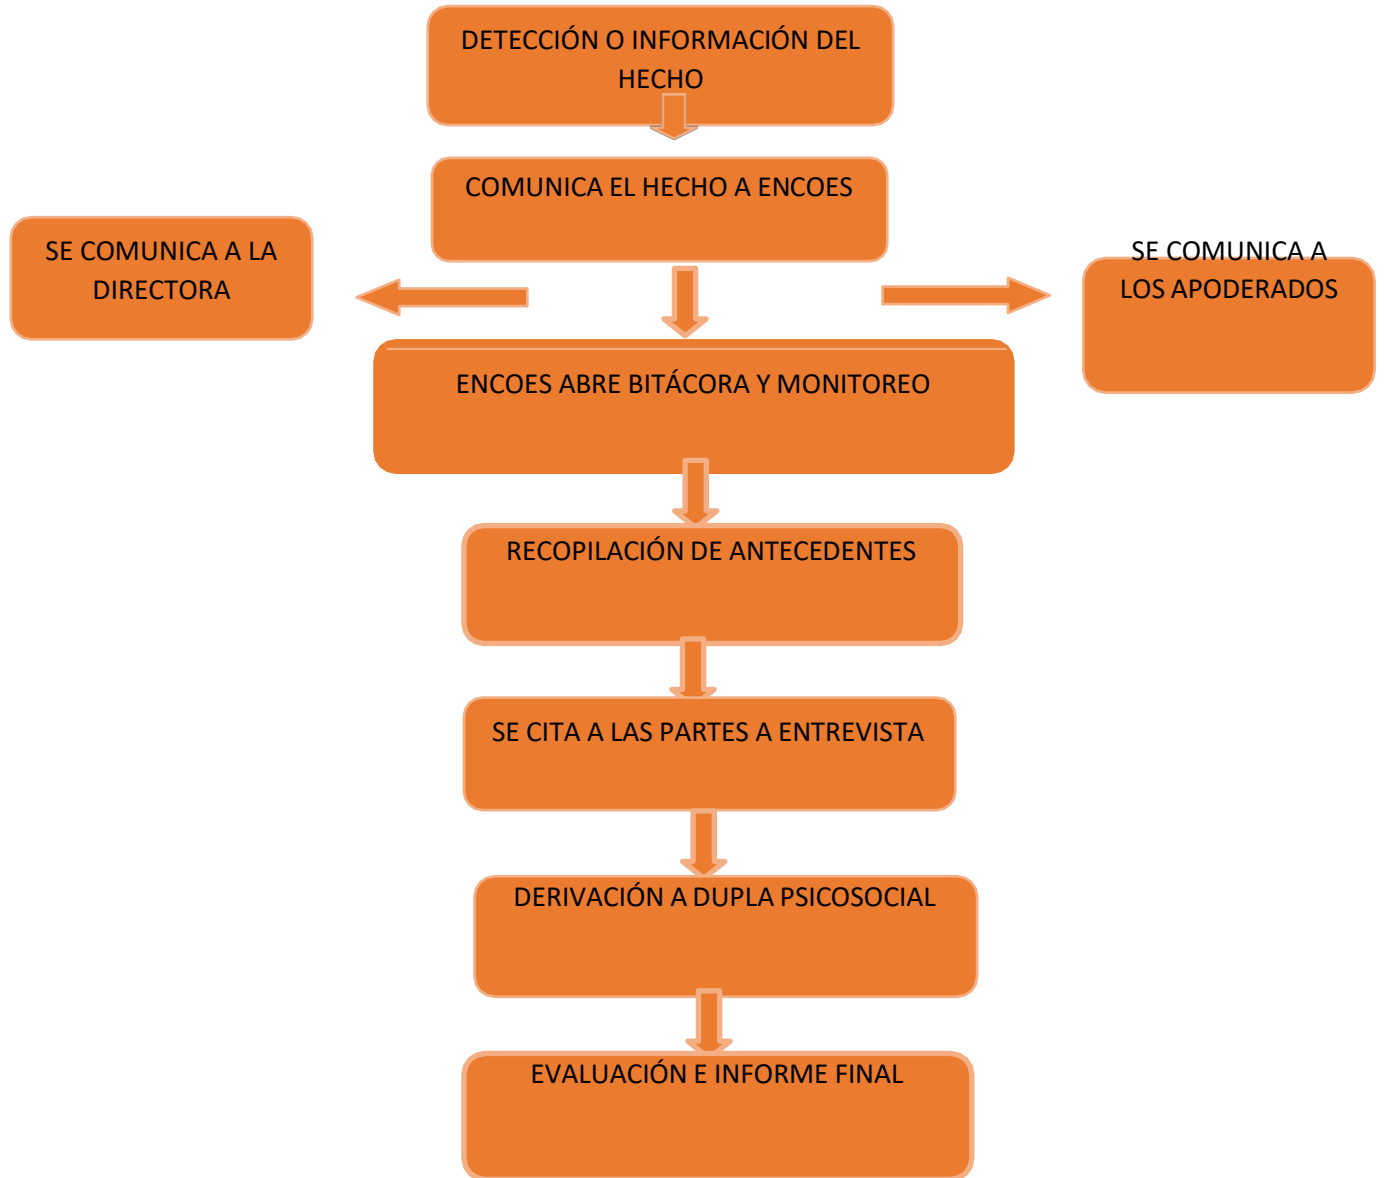 DETECCIÓN O INFORMACIÓN DEL
HECHO
COMUNICA EL HECHO A ENCOES
SE COMUNICA A LA
DIRECTORA
SE COMUNICA A
LOS APODERADOS
ENCOES ABRE BITÁCORA Y MONITOREO
RECOPILACIÓN DE ANTECEDENTES
SE CITA A LAS PARTES A ENTREVISTA
DERIVACIÓN A DUPLA PSICOSOCIAL
EVALUACIÓN E INFORME FINAL